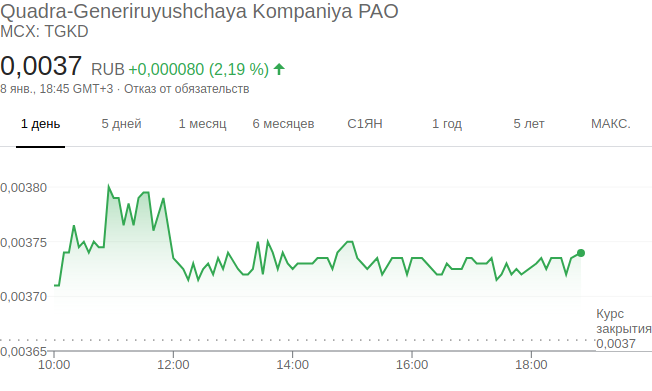 Quadra-Generiruyushchaya Kompaniya PAO
MCX: TGKD
0,0037 RUB +0,000080 (2,19 %)
8 янв., 18:45 GMT+3 · Отказ от обязательств
1 день 5 дней 1 месяц 6 месяцев С1ЯН 1 год 5 лет МАКС.
0,00380
0,00375
0,00370
Курс
закрытия
0,0037
0,00365
10:00 12:00 14:00 16:00 18:00